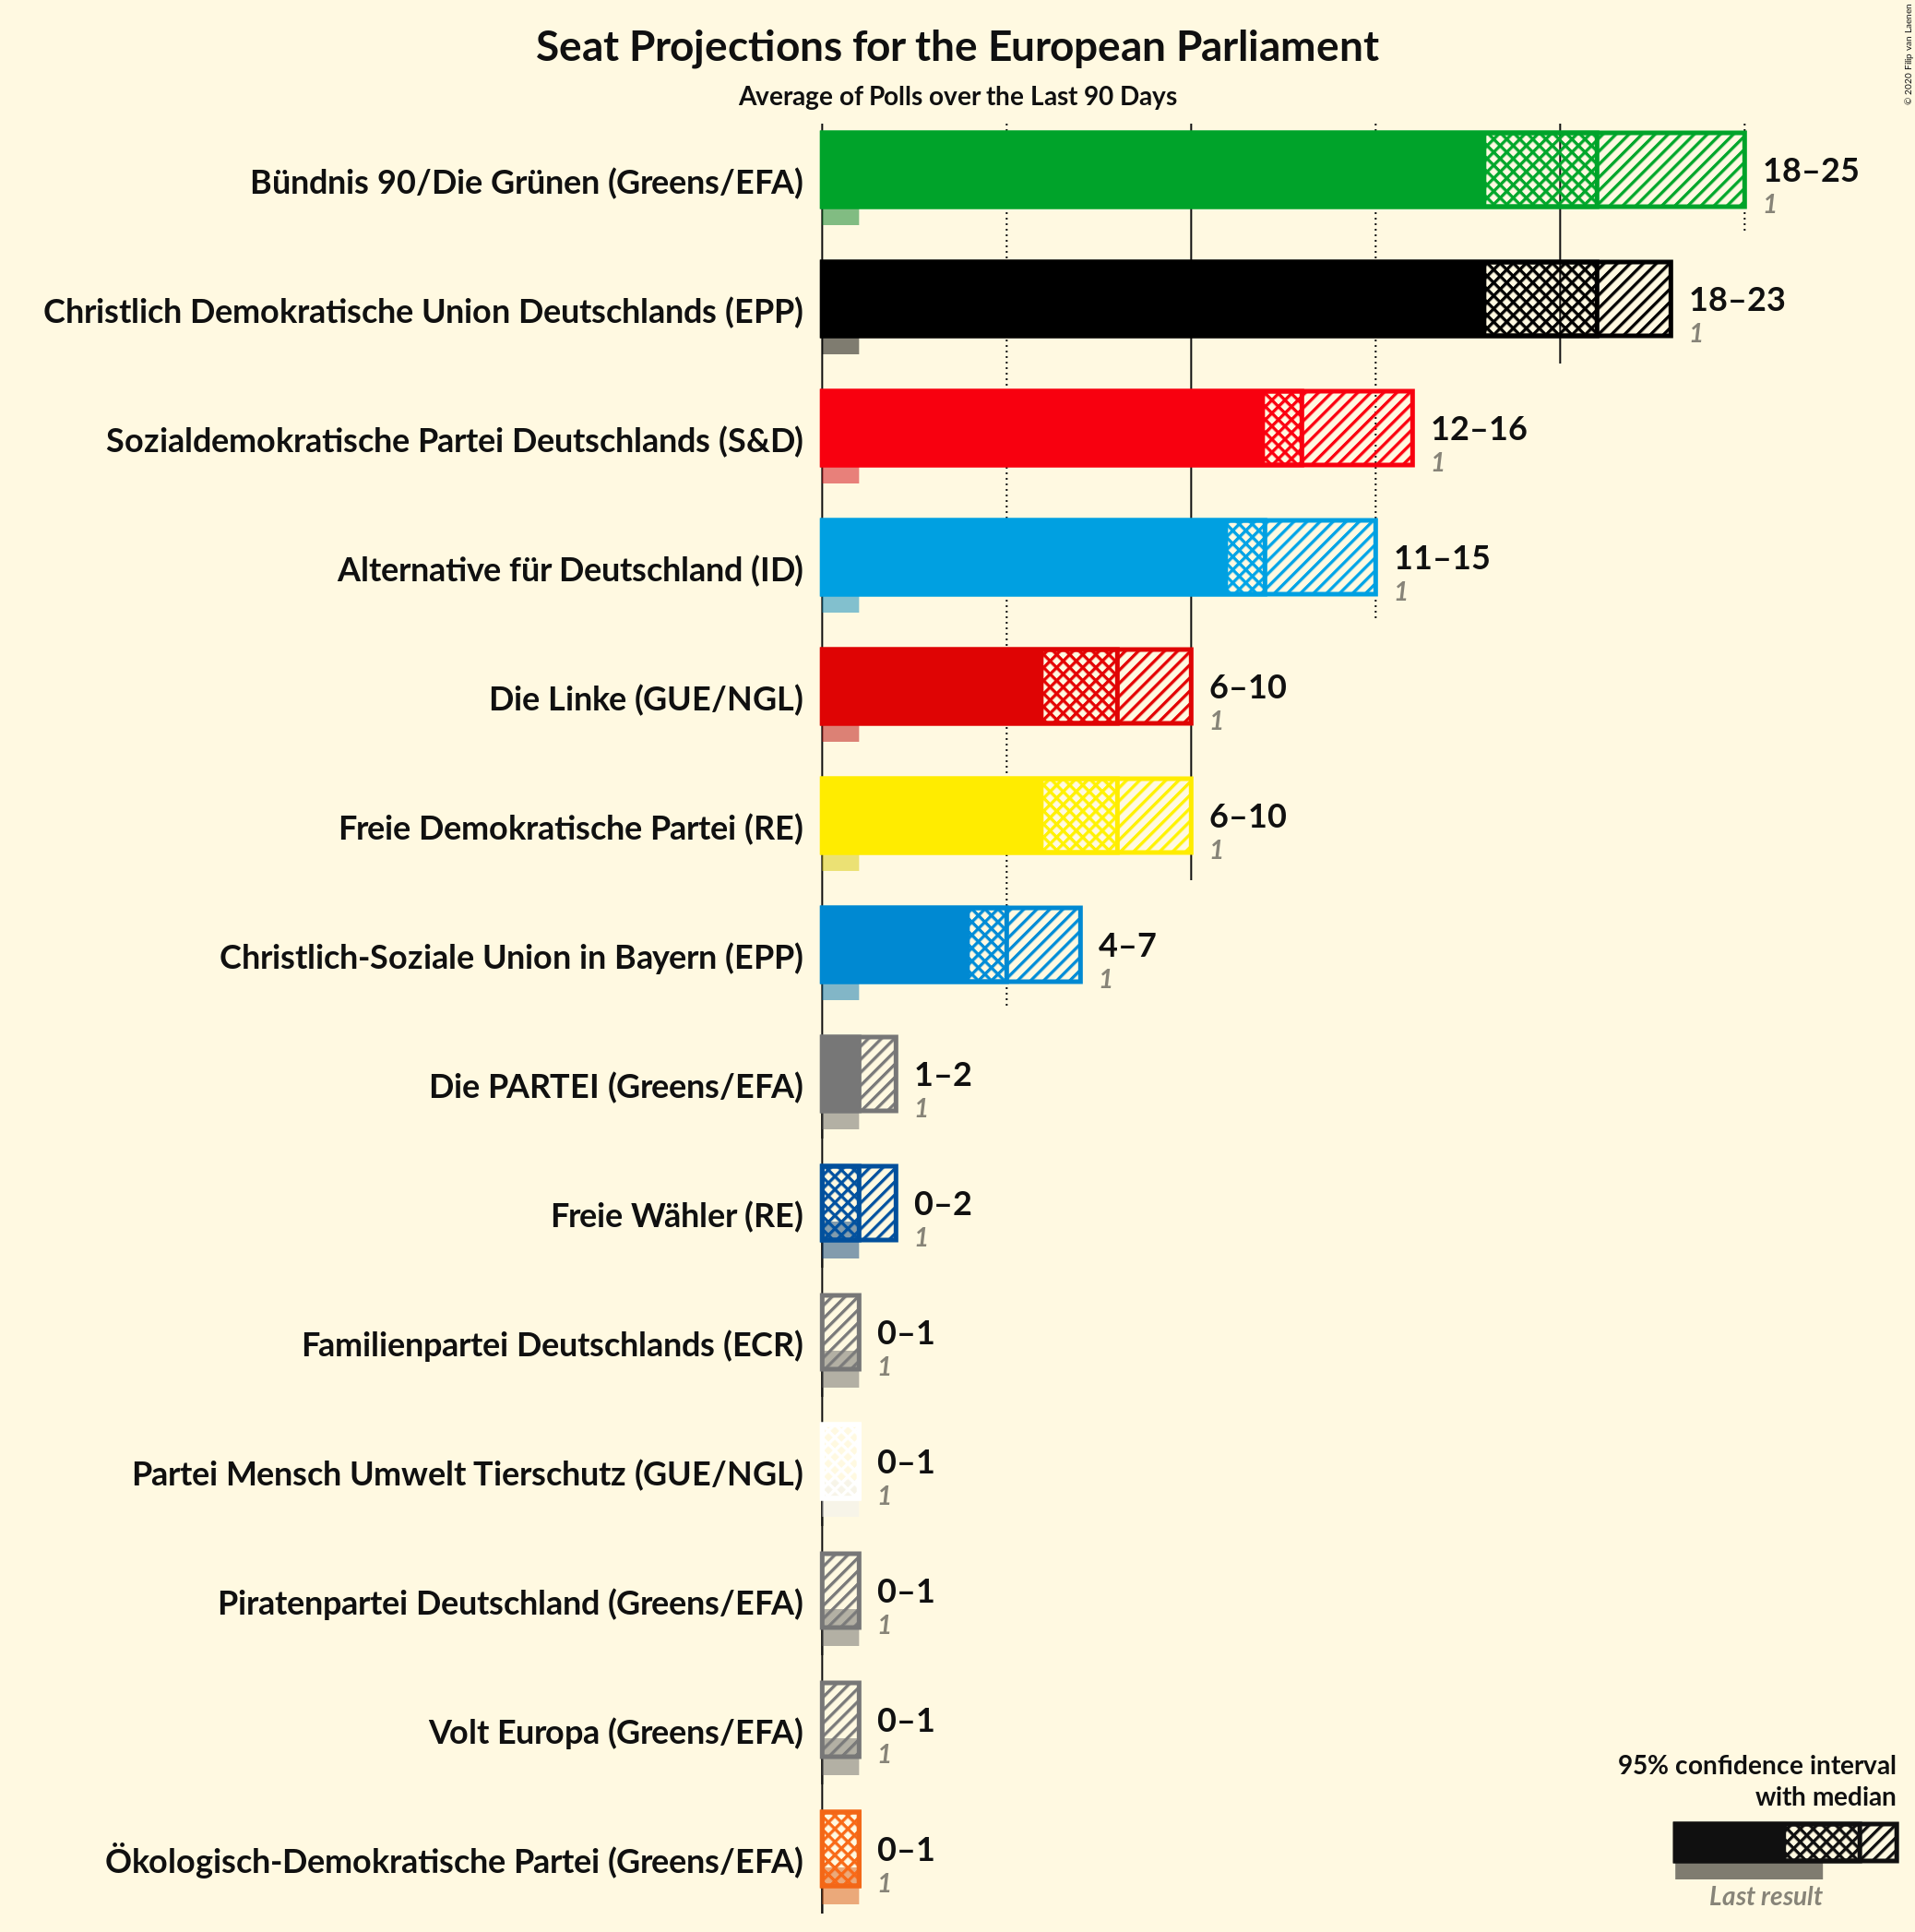 Seat Projections for the European Parliament
Average of Polls over the Last 90 Days
© 2020 Filip van Laenen
Bündnis 90/Die Grünen (Greens/EFA)
18–25
1
Christlich Demokratische Union Deutschlands (EPP)
18–23
1
Sozialdemokratische Partei Deutschlands (S&D)
12–16
1
Alternative für Deutschland (ID)
11–15
1
Die Linke (GUE/NGL)
6–10
1
Freie Demokratische Partei (RE)
6–10
1
Christlich-Soziale Union in Bayern (EPP)
4–7
1
Die PARTEI (Greens/EFA)
1–2
1
Freie Wähler (RE)
0–2
1
Familienpartei Deutschlands (ECR)
0–1
1
Partei Mensch Umwelt Tierschutz (GUE/NGL)
0–1
1
Piratenpartei Deutschland (Greens/EFA)
0–1
1
Volt Europa (Greens/EFA)
0–1
1
Ökologisch-Demokratische Partei (Greens/EFA)
0–1
1
95% confidence interval
with median
Last result